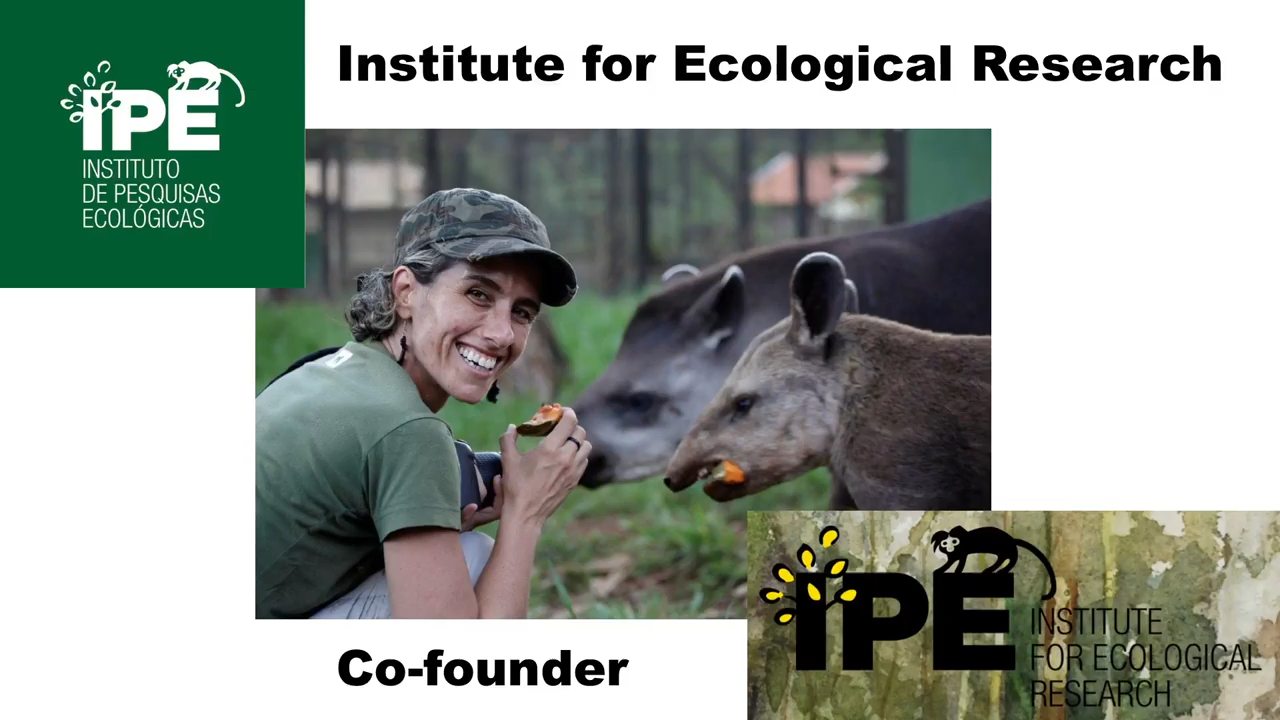 Institute for Ecological Research
IPÊ
INSTITUTO
DE PESQUISAS
ECOLÓGICAS
Co-founder
IPÊ
INSTITUTE
FOR ECOLOGICAL
RESEARCH